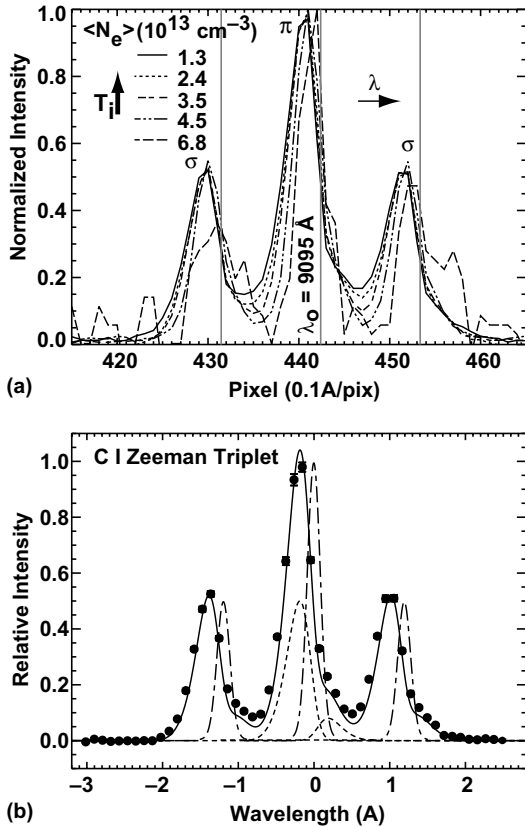 <Ne>(10^13 cm^−3)
1.3
2.4
3.5
4.5
6.8
Ti
π
λ
σ
σ
λo = 9095 A
Normalized Intensity
1.0
0.8
0.6
0.4
0.2
0.0
420
430
440
450
460
Pixel (0.1A/pix)
(a)
C I Zeeman Triplet
Relative Intensity
1.0
0.8
0.6
0.4
0.2
0.0
−3
−2
−1
0
1
2
Wavelength (A)
(b)